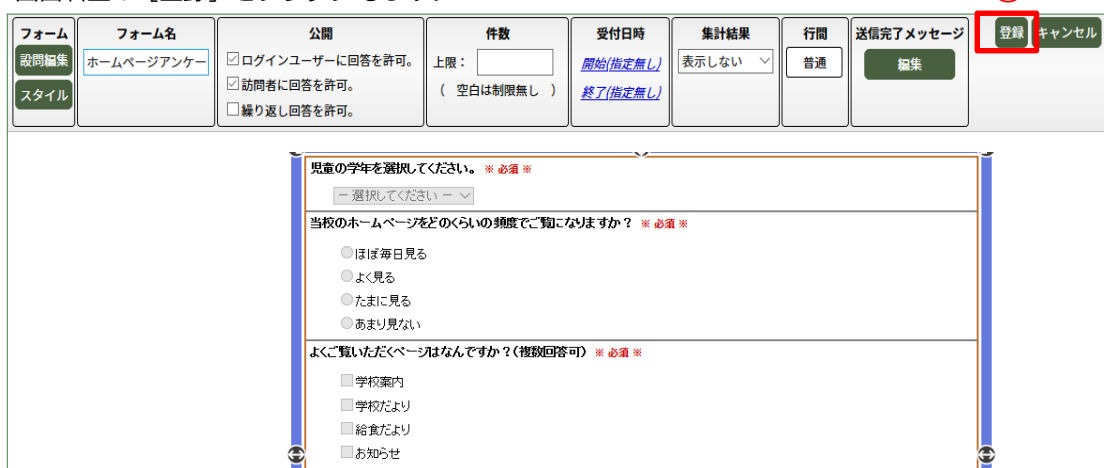 フォーム
設問編集
スタイル
フォーム名
ホームページアンケー
公開
ログインユーザーに回答を許可。
訪問者に回答を許可。
繰り返し回答を許可。
件数
上限：
( 空白は制限無し )
受付日時
開始(指定無し)
終了(指定無し)
集計結果
表示しない
行間
普通
送信完了メッセージ
編集
登録
キャンセル
児童の学年を選択してください。 ※ 必須 ※
ー 選択してください ー
当校のホームページをどのくらいの頻度でご覧になりますか？ ※ 必須 ※
ほぼ毎日見る
よく見る
たまに見る
あまり見ない
よくご覧いただくページはなんですか？（複数回答可） ※ 必須 ※
学校案内
学校だより
給食だより
お知らせ